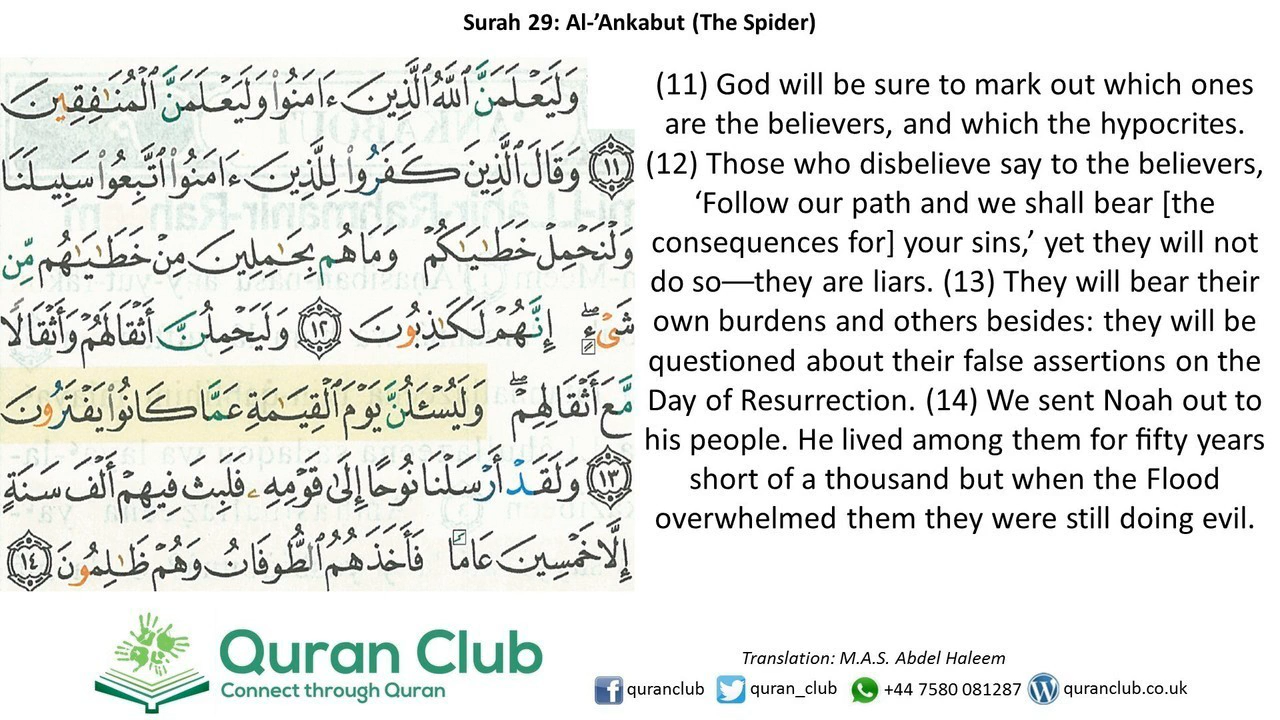 Surah 29: Al-’Ankabut (The Spider)
وَلَيَعْلَمَنَّ ٱللَّهُ ٱلَّذِينَ ءَامَنُوا۟ وَلَيَعْلَمَنَّ ٱلْمُنَـٰفِقِينَ
١١ وَقَالَ ٱلَّذِينَ كَفَرُوا۟ لِلَّذِينَ ءَامَنُوا۟ ٱتَّبِعُوا۟ سَبِيلَنَا
وَلْنَحْمِلْ خَطَـٰيَـٰكُمْ وَمَا هُم بِحَـٰمِلِينَ مِنْ خَطَـٰيَـٰهُم مِّن
شَىْءٍ ۖ إِنَّهُمْ لَكَـٰذِبُونَ ١٢ وَلَيَحْمِلُنَّ أَثْقَالَهُمْ وَأَثْقَالًا
مَّعَ أَثْقَالِهِمْ ۖ وَلَيُسْـَٔلُنَّ يَوْمَ ٱلْقِيَـٰمَةِ عَمَّا كَانُوا۟ يَفْتَرُونَ
١٣ وَلَقَدْ أَرْسَلْنَا نُوحًا إِلَىٰ قَوْمِهِۦ فَلَبِثَ فِيهِمْ أَلْفَ سَنَةٍ
إِلَّا خَمْسِينَ عَامًا فَأَخَذَهُمُ ٱلطُّوفَانُ وَهُمْ ظَـٰلِمُونَ ١٤
(11) God will be sure to mark out which ones
are the believers, and which the hypocrites.
(12) Those who disbelieve say to the believers,
‘Follow our path and we shall bear [the
consequences for] your sins,’ yet they will not
do so—they are liars. (13) They will bear their
own burdens and others besides: they will be
questioned about their false assertions on the
Day of Resurrection. (14) We sent Noah out to
his people. He lived among them for fifty years
short of a thousand but when the Flood
overwhelmed them they were still doing evil.
Quran Club
Connect through Quran
Translation: M.A.S. Abdel Haleem
quranclub quran_club +44 7580 081287 quranclub.co.uk